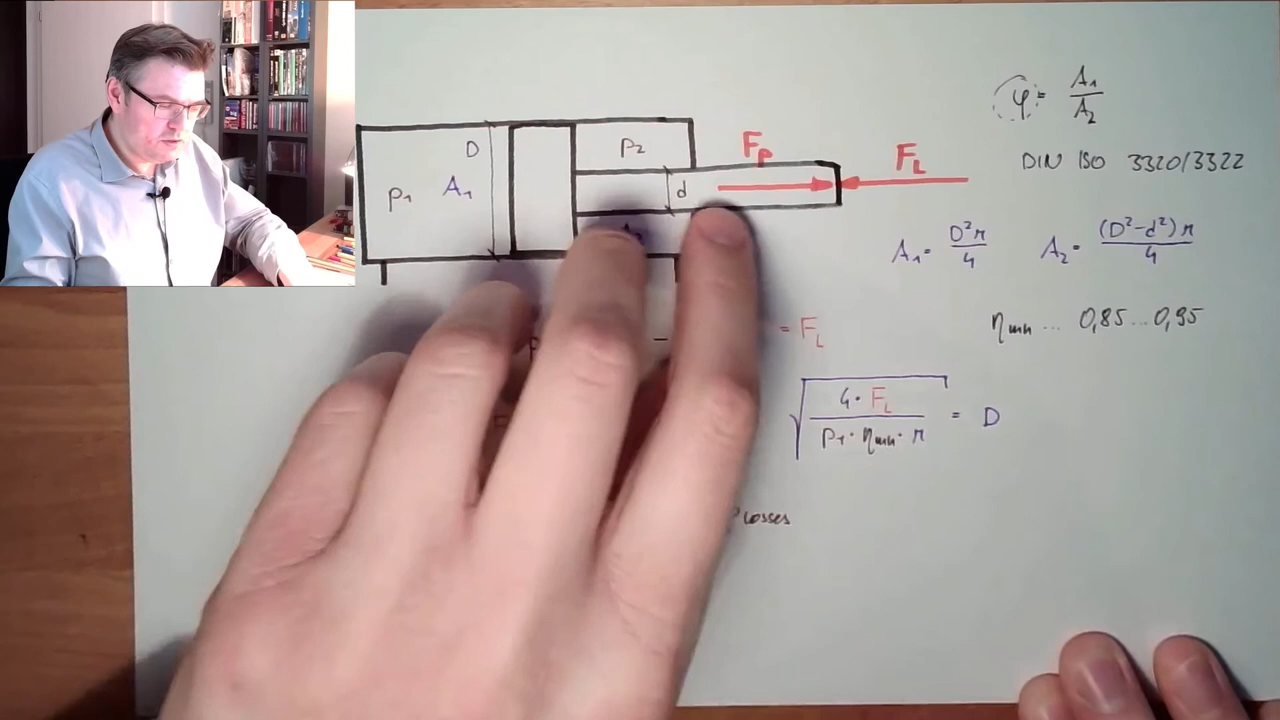 D
p₂
F_p
F_L
p₁
A₁
d
φ = A₁/A₂
DIN ISO 3320/3322
A₁ = D²π/4
A₂ = (D²-d²)π/4
= F_L
η_mh ... 0,85...0,95
√(4·F_L/(p₁·η_mh·π)) = D
Losses